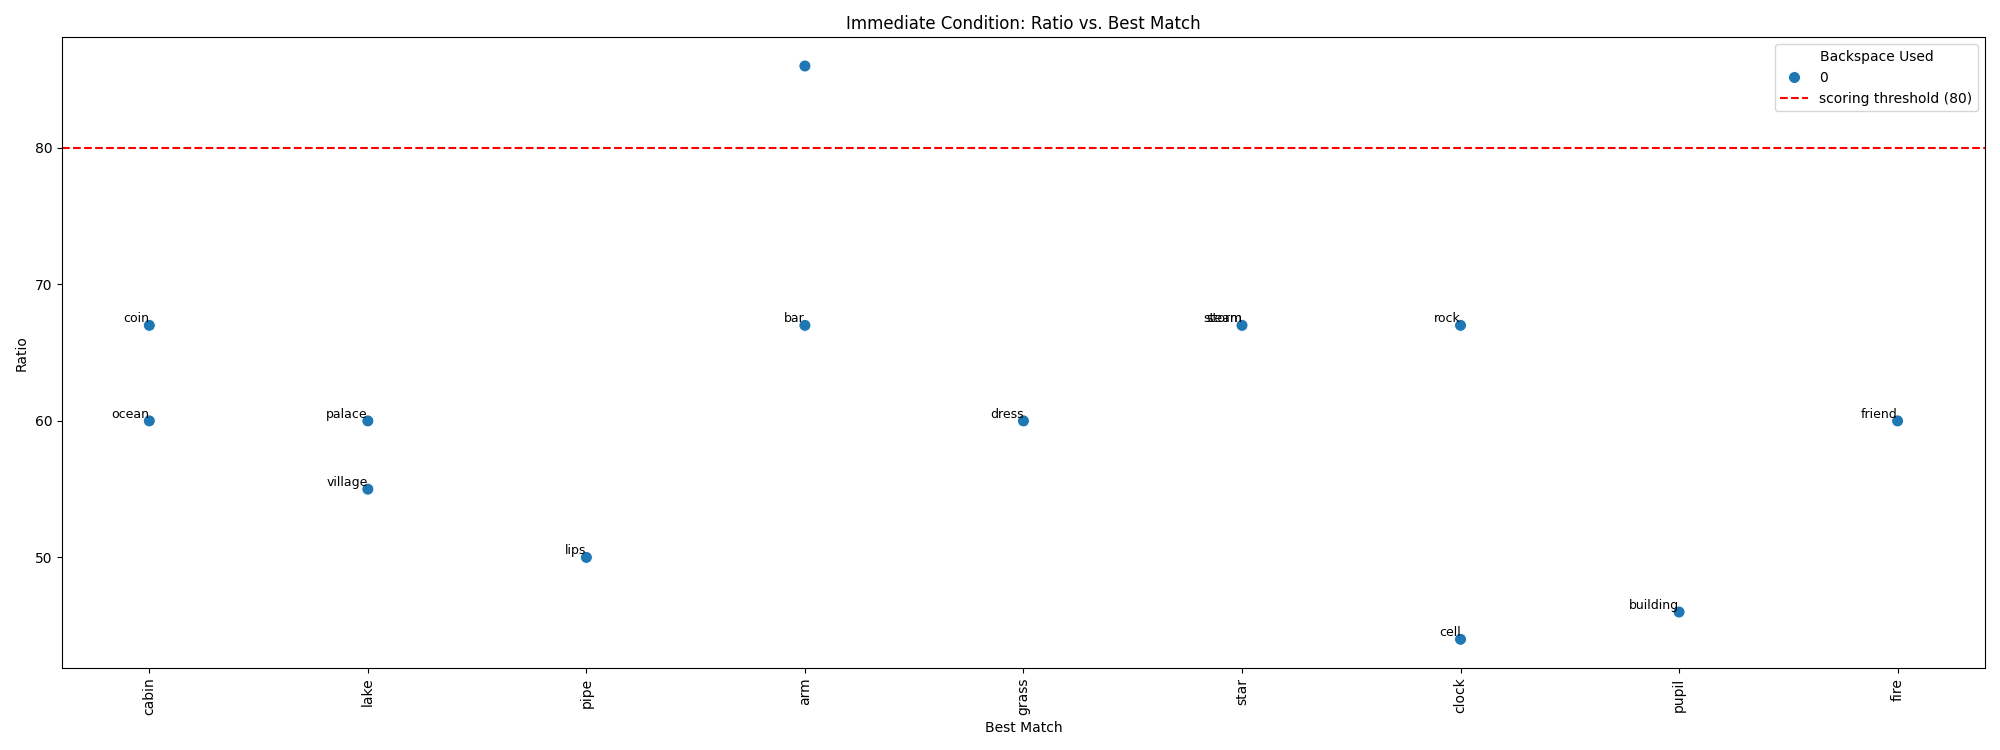 Immediate Condition: Ratio vs. Best Match
Backspace Used
0
scoring threshold (80)
80
70
60
50
Ratio
coin
bar
storm
rock
ocean
palace
dress
friend
village
lips
building
cell
cabin
lake
pipe
arm
grass
star
clock
pupil
fire
Best Match